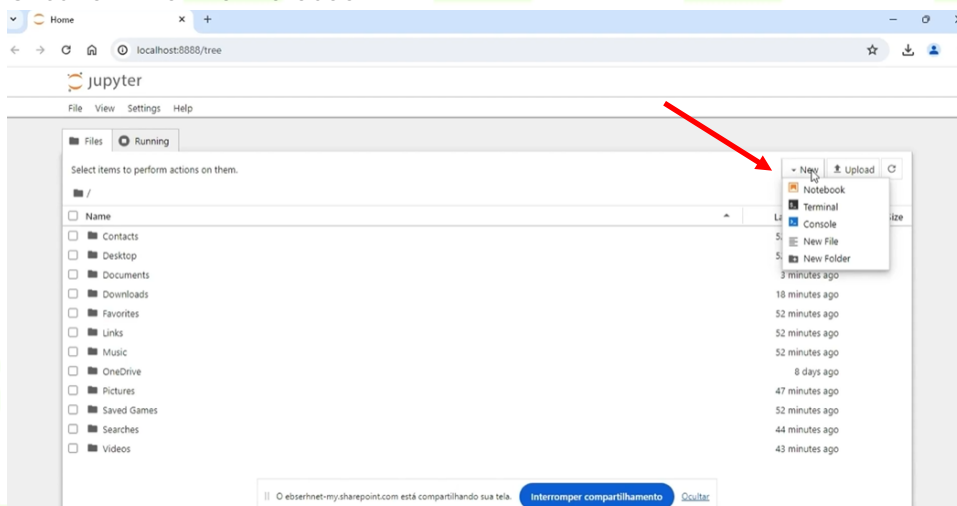 Home
localhost:8888/tree
jupyter
File View Settings Help
Files Running
Select items to perform actions on them.
New Upload
/
Notebook
Name
Terminal
Console
Contacts
New File
Desktop
New Folder
Documents 3 minutes ago
Downloads 18 minutes ago
Favorites 52 minutes ago
Links 52 minutes ago
Music 52 minutes ago
OneDrive 8 days ago
Pictures 47 minutes ago
Saved Games 52 minutes ago
Searches 44 minutes ago
Videos 43 minutes ago
O ebserhnet-my.sharepoint.com está compartilhando sua tela. Interromper compartilhamento Ocultar